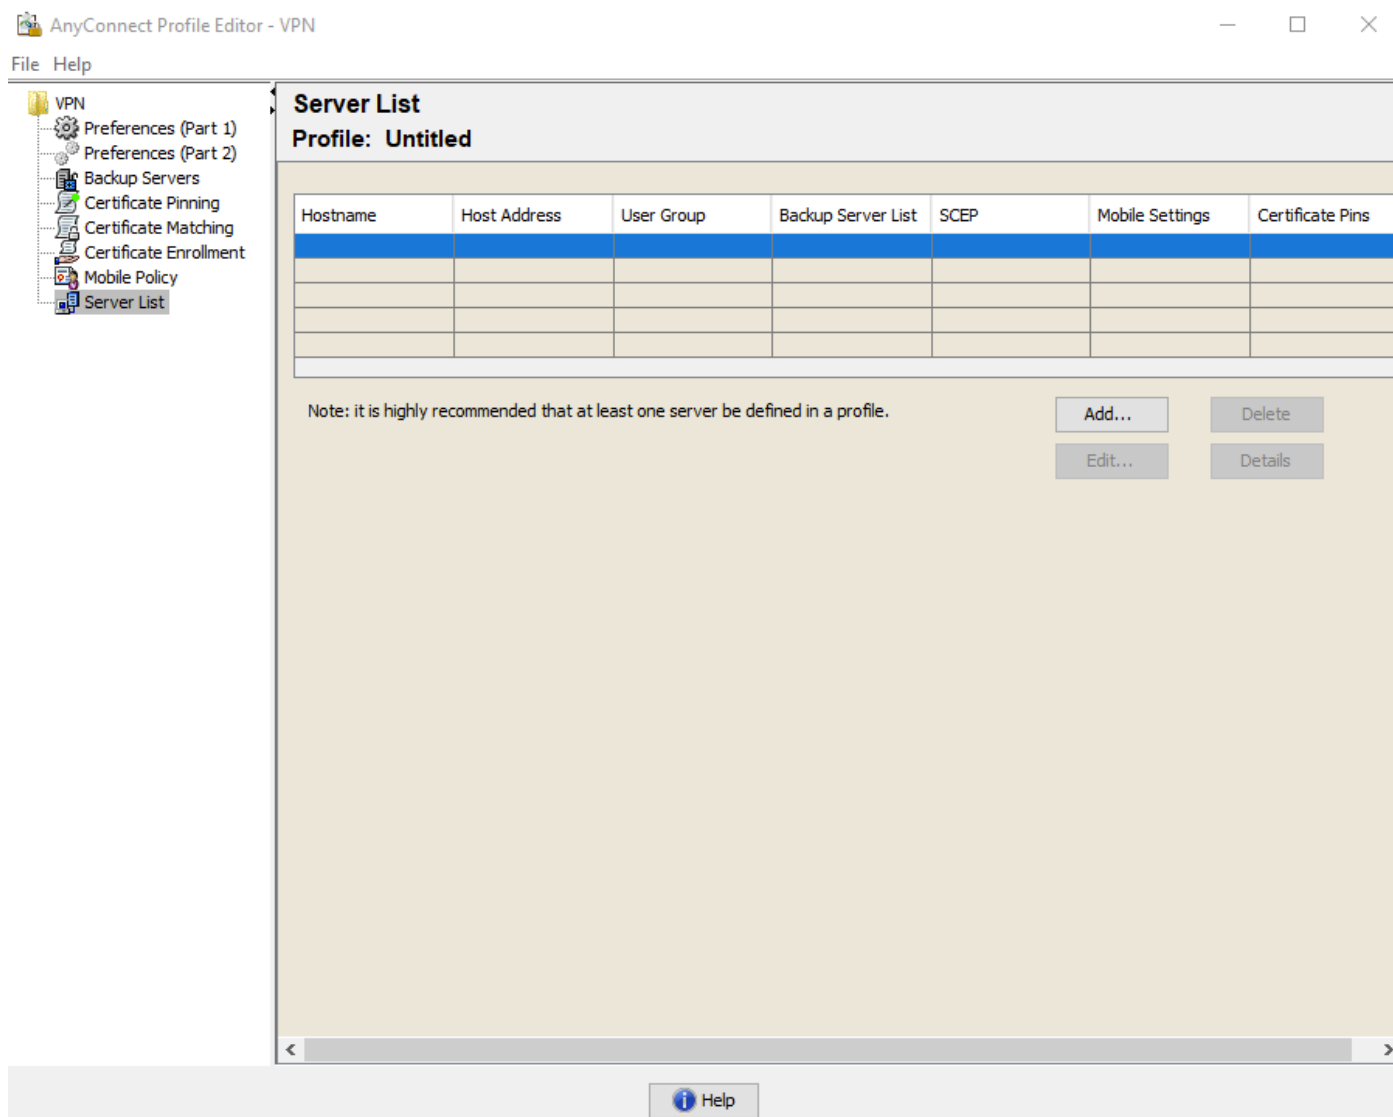 AnyConnect Profile Editor - VPN
File Help
VPN
Preferences (Part 1)
Preferences (Part 2)
Backup Servers
Certificate Pinning
Certificate Matching
Certificate Enrollment
Mobile Policy
Server List
Server List
Profile: Untitled
Hostname Host Address User Group Backup Server List SCEP Mobile Settings Certificate Pins
Note: it is highly recommended that at least one server be defined in a profile.
Add... Delete
Edit... Details
Help